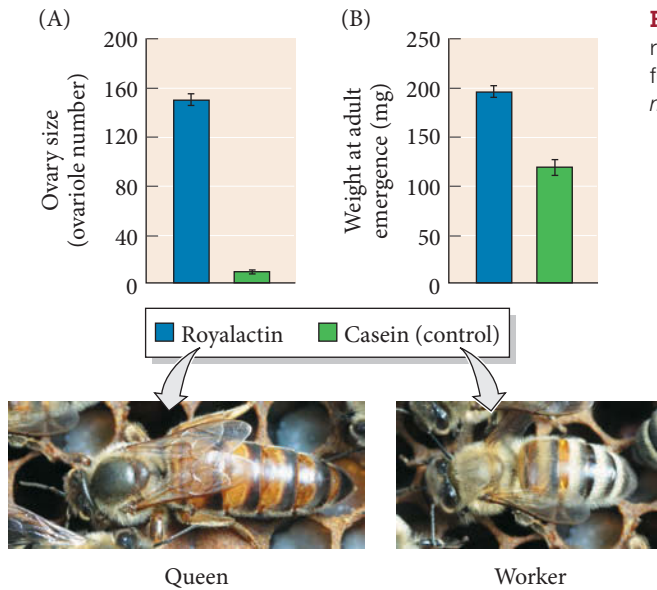 (A)
200
160
120
80
40
0
Ovary size
(ovariole number)
(B)
250
200
150
100
50
0
Weight at adult
emergence (mg)
Royalactin
Casein (control)
Queen
Worker